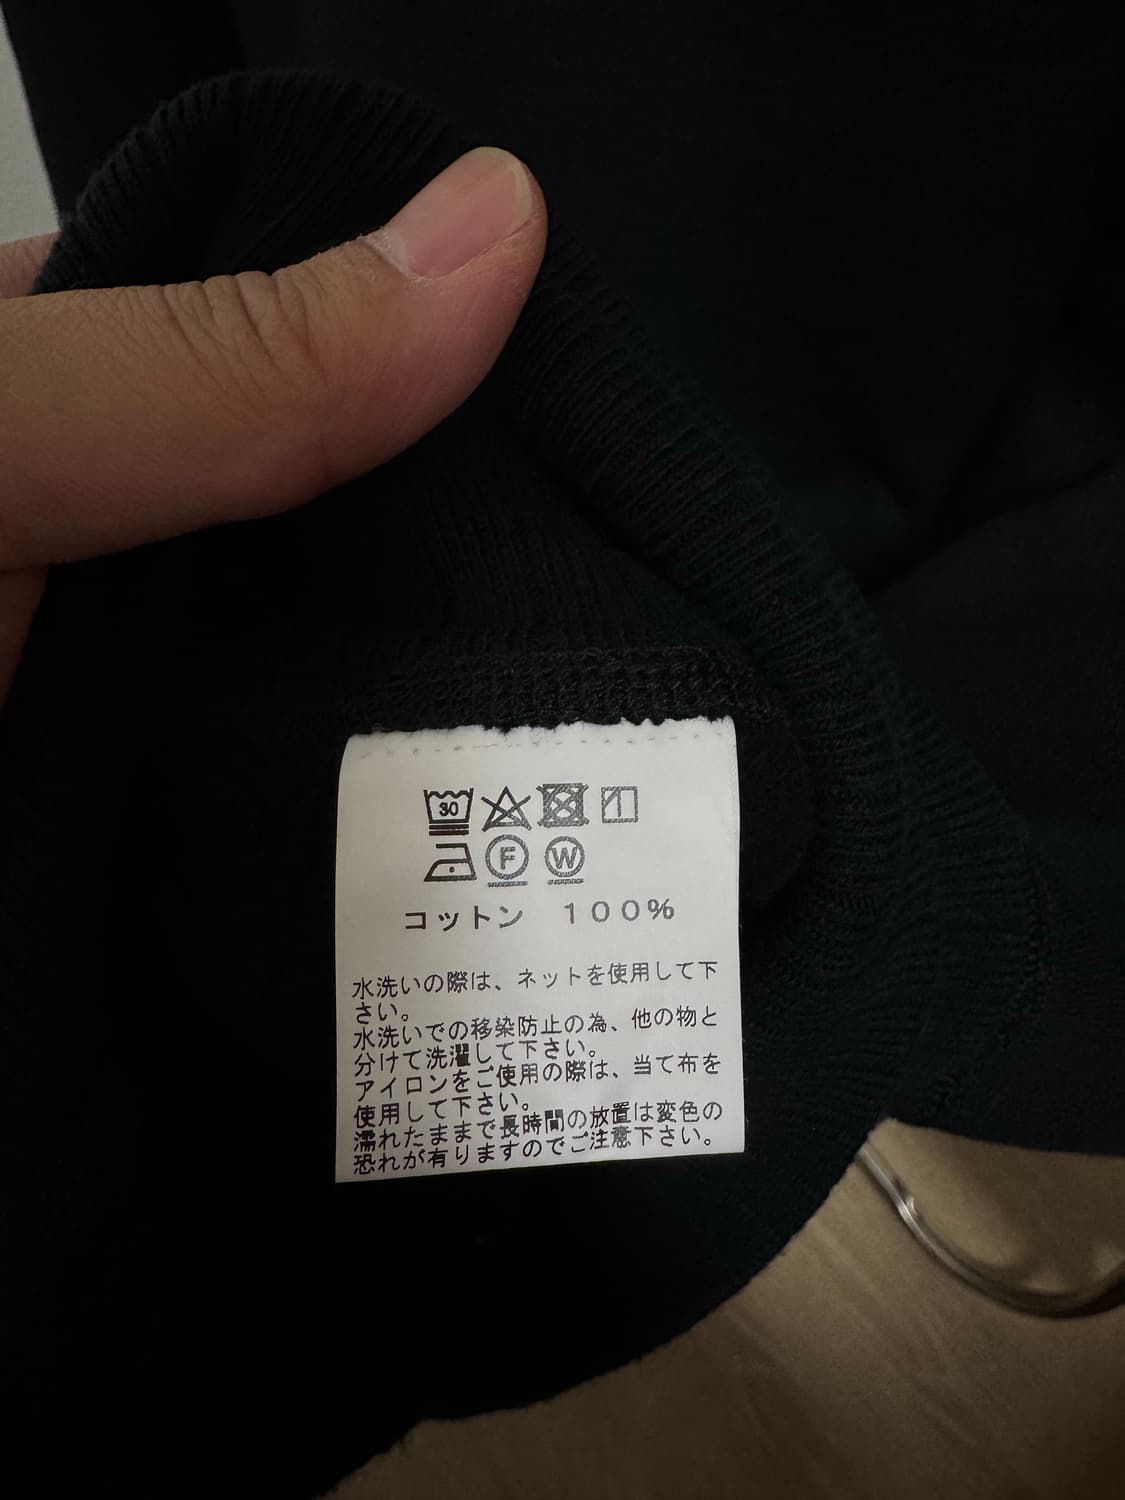 30
F W
コットン 100%
水洗いの際は、ネットを使用して下
さい。
水洗いでの移染防止の為、他の物と
分けて洗濯して下さい。
アイロンをご使用の際は、当て布を
使用して下さい。
濡れたままで長時間の放置は変色の
恐れが有りますのでご注意下さい。